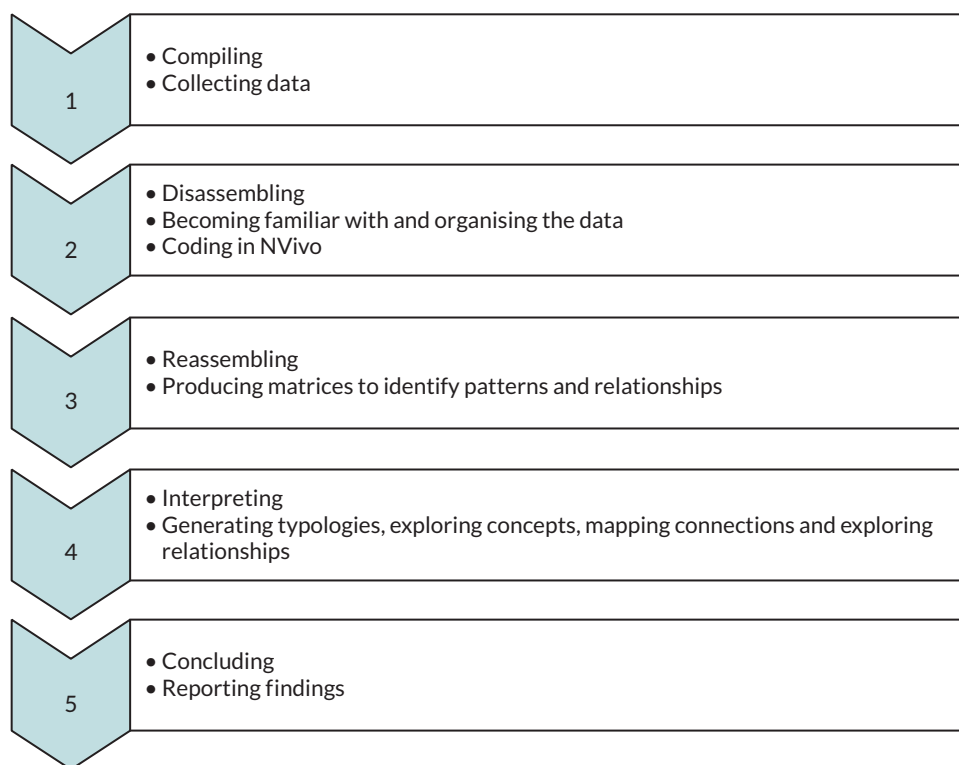 1
• Compiling
• Collecting data
2
• Disassembling
• Becoming familiar with and organising the data
• Coding in NVivo
3
• Reassembling
• Producing matrices to identify patterns and relationships
4
• Interpreting
• Generating typologies, exploring concepts, mapping connections and exploring
relationships
5
• Concluding
• Reporting findings